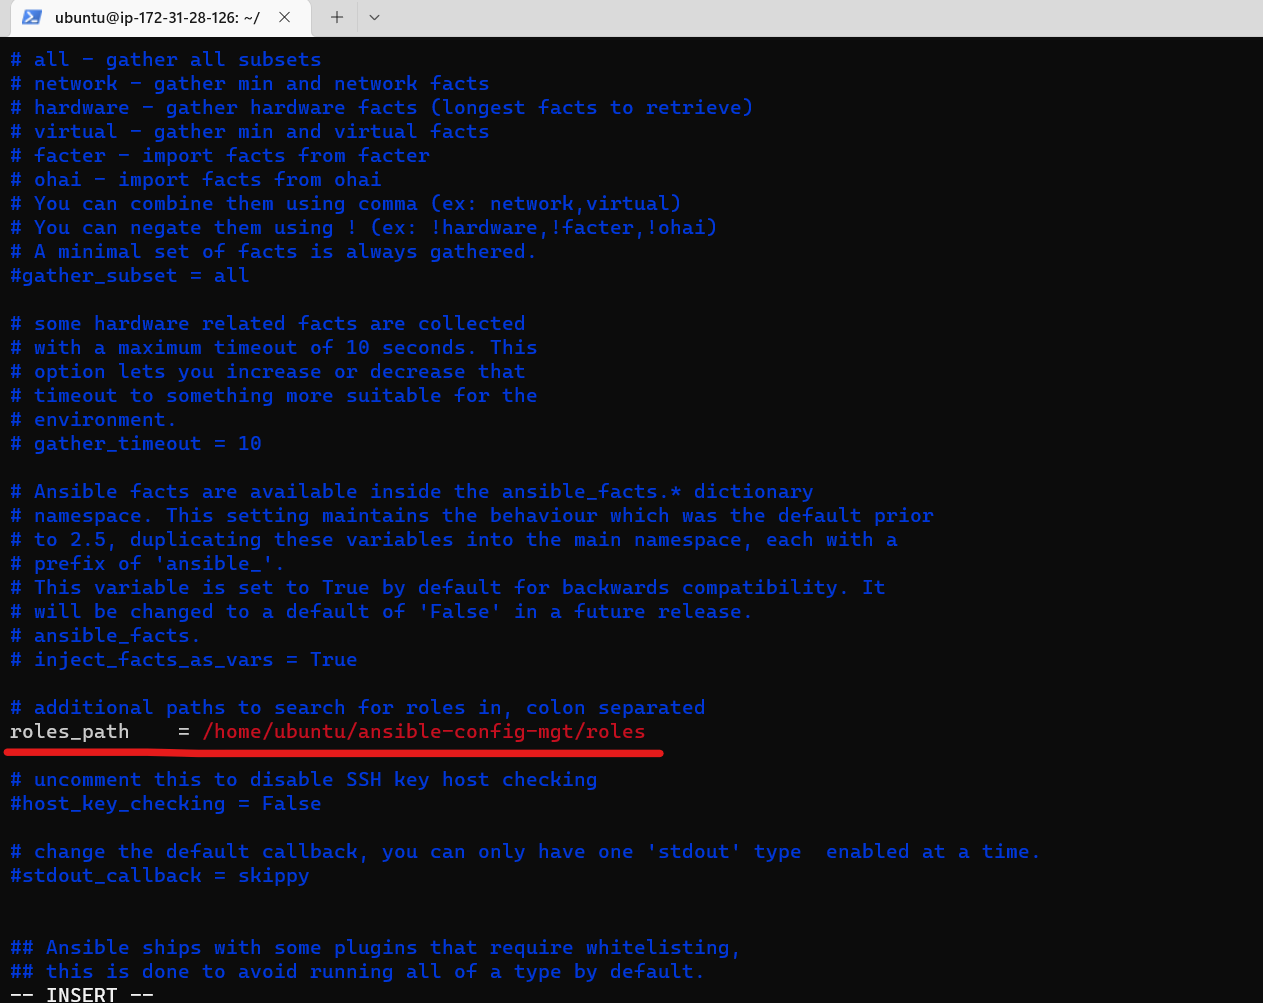 ubuntu@ip-172-31-28-126: ~/
# all - gather all subsets
# network - gather min and network facts
# hardware - gather hardware facts (longest facts to retrieve)
# virtual - gather min and virtual facts
# facter - import facts from facter
# ohai - import facts from ohai
# You can combine them using comma (ex: network,virtual)
# You can negate them using ! (ex: !hardware,!facter,!ohai)
# A minimal set of facts is always gathered.
#gather_subset = all
# some hardware related facts are collected
# with a maximum timeout of 10 seconds. This
# option lets you increase or decrease that
# timeout to something more suitable for the
# environment.
# gather_timeout = 10
# Ansible facts are available inside the ansible_facts.* dictionary
# namespace. This setting maintains the behaviour which was the default prior
# to 2.5, duplicating these variables into the main namespace, each with a
# prefix of 'ansible_'.
# This variable is set to True by default for backwards compatibility. It
# will be changed to a default of 'False' in a future release.
# ansible_facts.
# inject_facts_as_vars = True
# additional paths to search for roles in, colon separated
roles_path    = /home/ubuntu/ansible-config-mgt/roles
# uncomment this to disable SSH key host checking
#host_key_checking = False
# change the default callback, you can only have one 'stdout' type  enabled at a time.
#stdout_callback = skippy
## Ansible ships with some plugins that require whitelisting,
## this is done to avoid running all of a type by default.
-- INSERT --